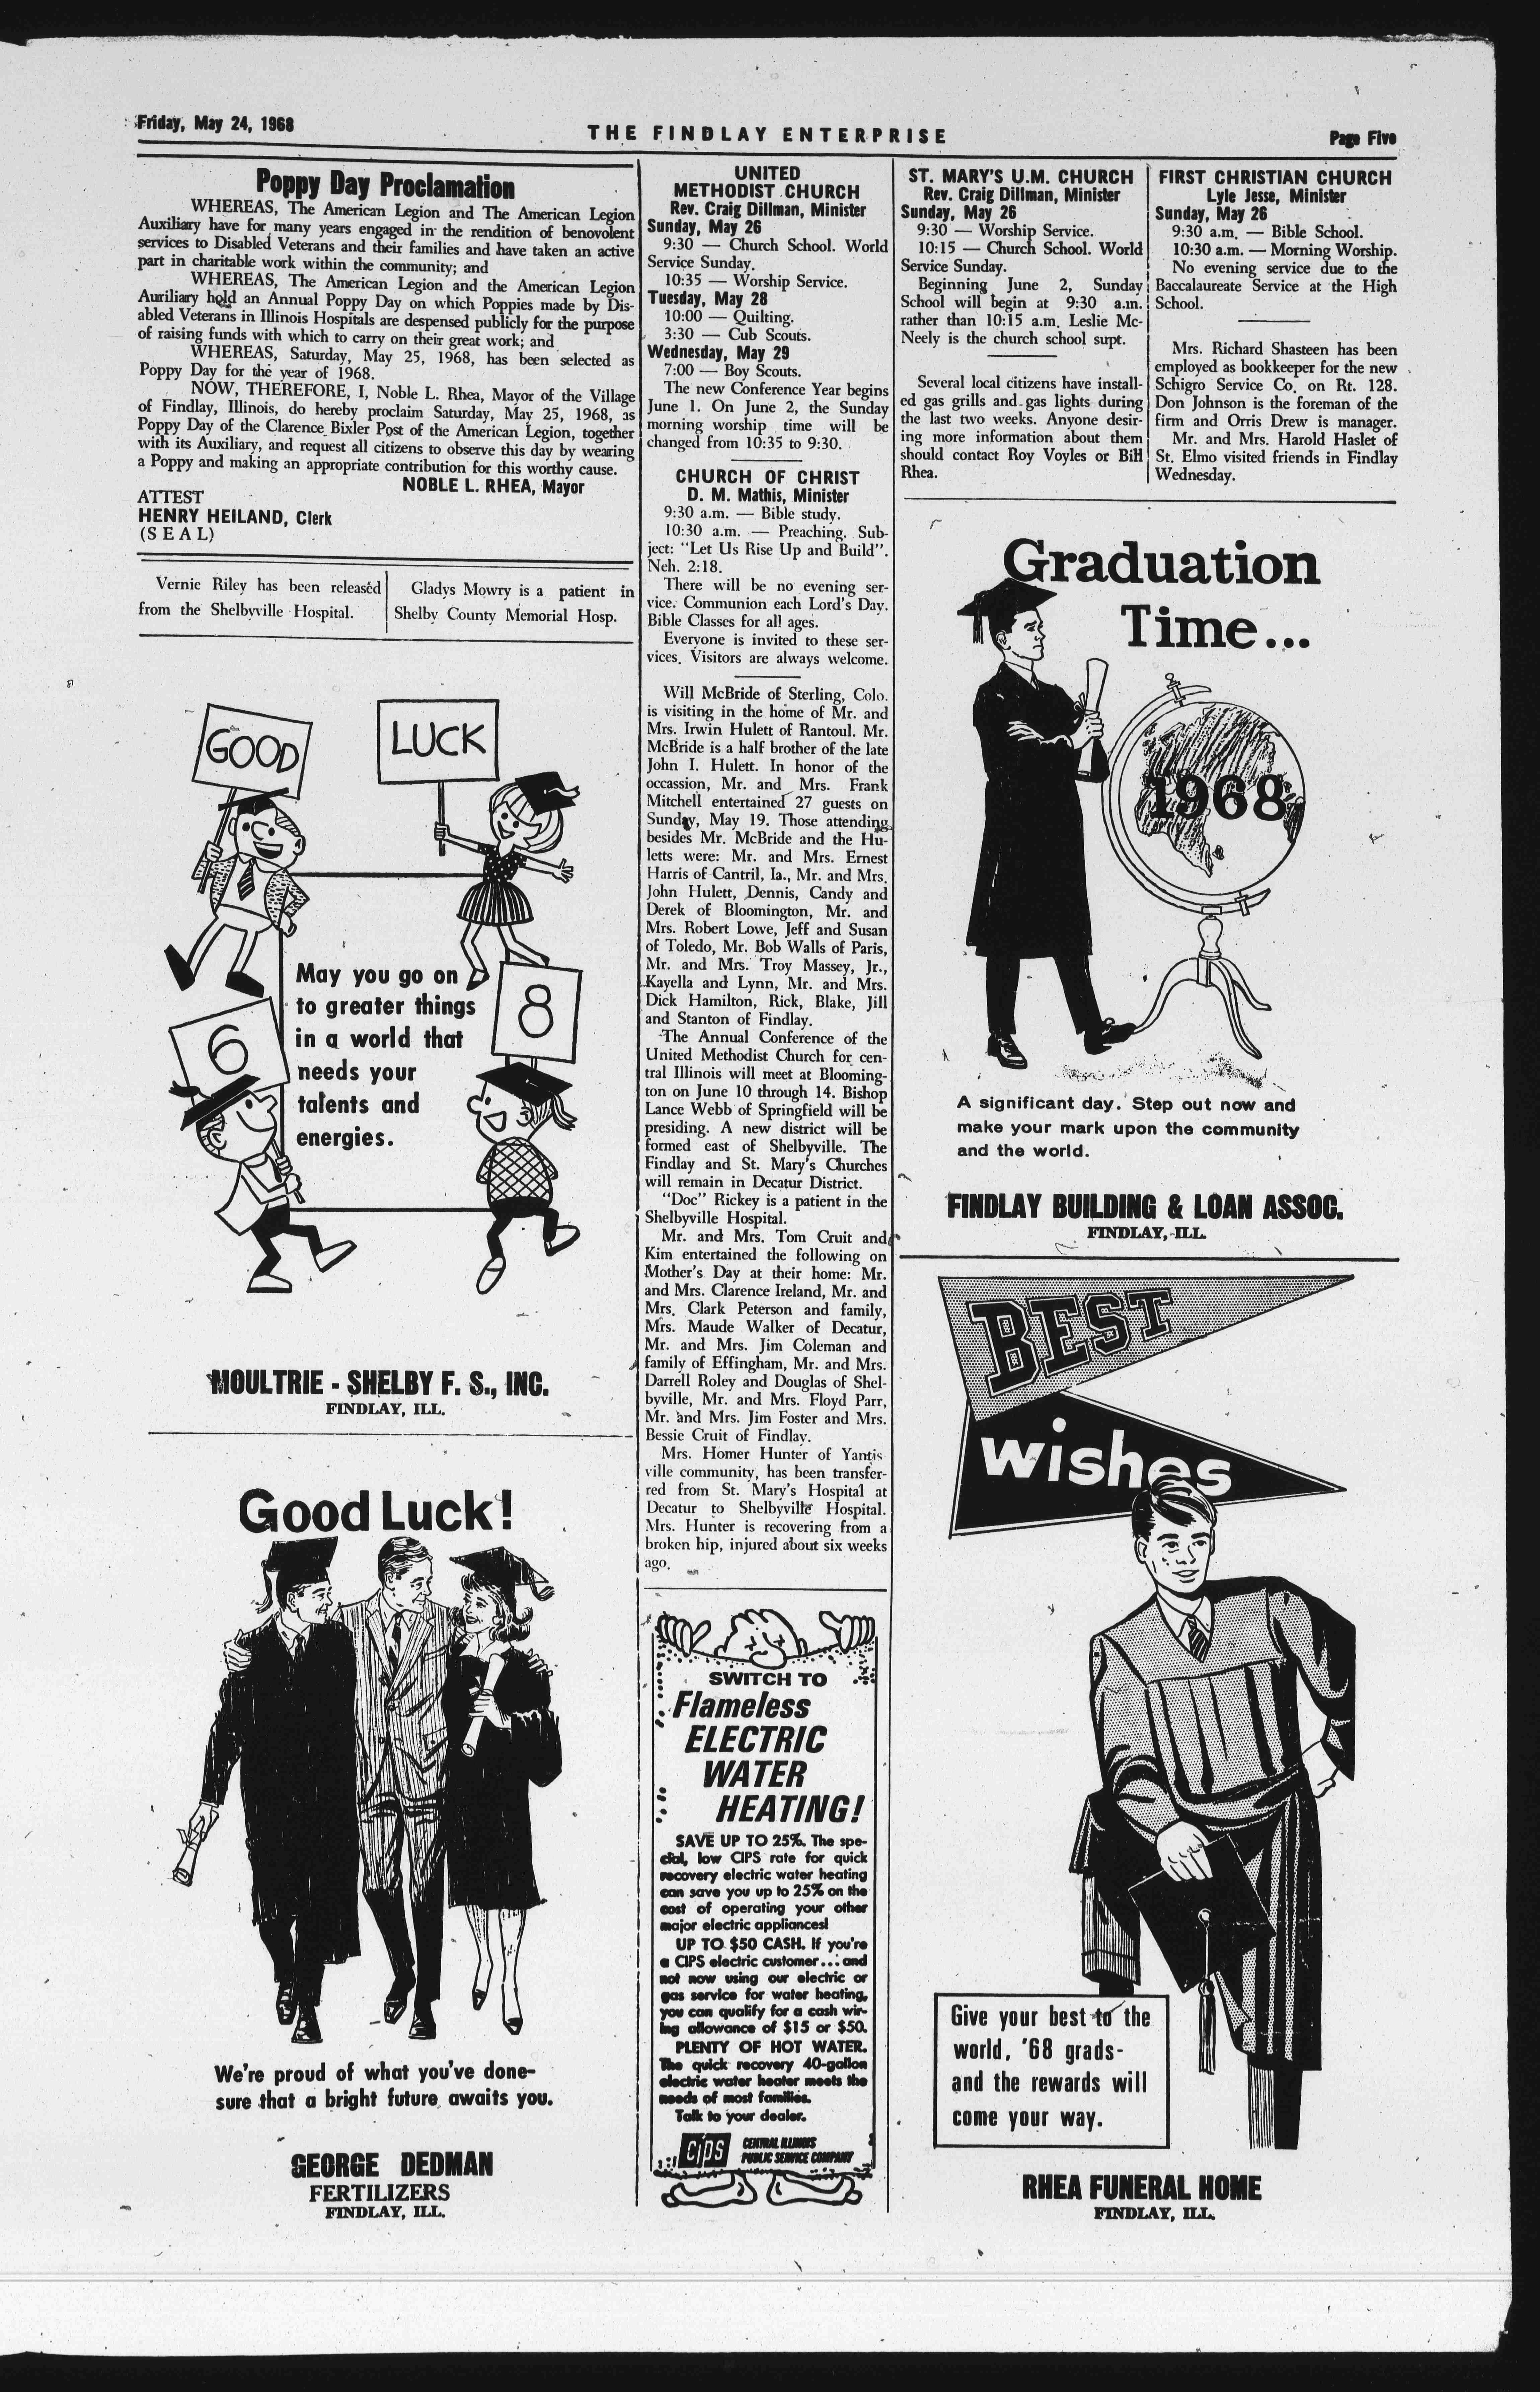 Friday, May 24, 1968
THE FINDLAY ENTERPRISE
Page Five
Poppy Day Proclamation
WHEREAS, The American Legion and The American Legion
Auxiliary have for many years engaged in the rendition of benovolent
services to Disabled Veterans and their families and have taken an active
part in charitable work within the community; and
WHEREAS, The American Legion and the American Legion
Auriliary hold an Annual Poppy Day on which Poppies made by Dis-
abled Veterans in Illinois Hospitals are despensed publicly for the purpose
of raising funds with which to carry on their great work; and
WHEREAS, Saturday, May 25, 1968, has been selected as
Poppy Day for the year of 1968.
NOW, THEREFORE, I, Noble L. Rhea, Mayor of the Village
of Findlay, Illinois, do hereby proclaim Saturday, May 25, 1968, as
Poppy Day of the Clarence Bixler Post of the American Legion, together
with its Auxiliary, and request all citizens to observe this day by wearing
a Poppy and making an appropriate contribution for this worthy cause.
NOBLE L. RHEA, Mayor
ATTEST
HENRY HEILAND, Clerk
(S E A L)
Vernie Riley has been released
from the Shelbyville Hospital.
Gladys Mowry is a patient in
Shelby County Memorial Hosp.
GOOD
LUCK
6
8
May you go on
to greater things
in a world that
needs your
talents and
energies.
MOULTRIE - SHELBY F. S., INC.
FINDLAY, ILL.
Good Luck!
We're proud of what you've done-
sure that a bright future awaits you.
GEORGE DEDMAN
FERTILIZERS
FINDLAY, ILL.
UNITED
METHODIST CHURCH
Rev. Craig Dillman, Minister
Sunday, May 26
9:30 — Church School. World
Service Sunday.
10:35 — Worship Service.
Tuesday, May 28
10:00 — Quilting.
3:30 — Cub Scouts.
Wednesday, May 29
7:00 — Boy Scouts.
The new Conference Year begins
June 1. On June 2, the Sunday
morning worship time will be
changed from 10:35 to 9:30.
CHURCH OF CHRIST
D. M. Mathis, Minister
9:30 a.m. — Bible study.
10:30 a.m. — Preaching. Sub-
ject: "Let Us Rise Up and Build".
Neh. 2:18.
There will be no evening ser-
vice. Communion each Lord's Day.
Bible Classes for all ages.
Everyone is invited to these ser-
vices. Visitors are always welcome.
Will McBride of Sterling, Colo.
is visiting in the home of Mr. and
Mrs. Irwin Hulett of Rantoul. Mr.
McBride is a half brother of the late
John I. Hulett. In honor of the
occassion, Mr. and Mrs. Frank
Mitchell entertained 27 guests on
Sunday, May 19. Those attending
besides Mr. McBride and the Hu-
letts were: Mr. and Mrs. Ernest
Harris of Cantril, Ia., Mr. and Mrs.
John Hulett, Dennis, Candy and
Derek of Bloomington, Mr. and
Mrs. Robert Lowe, Jeff and Susan
of Toledo, Mr. Bob Walls of Paris,
Mr. and Mrs. Troy Massey, Jr.,
Kayella and Lynn, Mr. and Mrs.
Dick Hamilton, Rick, Blake, Jill
and Stanton of Findlay.
The Annual Conference of the
United Methodist Church for cen-
tral Illinois will meet at Blooming-
ton on June 10 through 14. Bishop
Lance Webb of Springfield will be
presiding. A new district will be
formed east of Shelbyville. The
Findlay and St. Mary's Churches
will remain in Decatur District.
"Doc" Rickey is a patient in the
Shelbyville Hospital.
Mr. and Mrs. Tom Cruit and
Kim entertained the following on
Mother's Day at their home: Mr.
and Mrs. Clarence Ireland, Mr. and
Mrs. Clark Peterson and family,
Mrs. Maude Walker of Decatur,
Mr. and Mrs. Jim Coleman and
family of Effingham, Mr. and Mrs.
Darrell Roley and Douglas of Shel-
byville, Mr. and Mrs. Floyd Parr,
Mr. and Mrs. Jim Foster and Mrs.
Bessie Cruit of Findlay.
Mrs. Homer Hunter of Yantis
ville community, has been transfer-
red from St. Mary's Hospital at
Decatur to Shelbyville Hospital.
Mrs. Hunter is recovering from a
broken hip, injured about six weeks
ago.
SWITCH TO
Flameless
ELECTRIC
WATER
HEATING!
SAVE UP TO 25%. The spe-
cial, low CIPS rate for quick
recovery electric water heating
can save you up to 25% on the
cost of operating your other
major electric appliances!
UP TO $50 CASH. If you're
a CIPS electric customer...and
not now using our electric or
gas service for water heating,
you can qualify for a cash wir-
ing allowance of $15 or $50.
PLENTY OF HOT WATER.
The quick recovery 40-gallon
electric water heater meets the
needs of most families.
Talk to your dealer.
CIPS
CENTRAL ILLINOIS
PUBLIC SERVICE COMPANY
ST. MARY'S U.M. CHURCH
Rev. Craig Dillman, Minister
Sunday, May 26
9:30 — Worship Service.
10:15 — Church School. World
Service Sunday.
Beginning June 2, Sunday
School will begin at 9:30 a.m.
rather than 10:15 a.m. Leslie Mc-
Neely is the church school supt.
Several local citizens have install-
ed gas grills and gas lights during
the last two weeks. Anyone desir-
ing more information about them
should contact Roy Voyles or Bill
Rhea.
FIRST CHRISTIAN CHURCH
Lyle Jesse, Minister
Sunday, May 26
9:30 a.m. — Bible School.
10:30 a.m. — Morning Worship.
No evening service due to the
Baccalaureate Service at the High
School.
Mrs. Richard Shasteen has been
employed as bookkeeper for the new
Schigro Service Co. on Rt. 128.
Don Johnson is the foreman of the
firm and Orris Drew is manager.
Mr. and Mrs. Harold Haslet of
St. Elmo visited friends in Findlay
Wednesday.
Graduation
Time...
1968
A significant day. Step out now and
make your mark upon the community
and the world.
FINDLAY BUILDING & LOAN ASSOC.
FINDLAY, ILL.
BEST
wishes
Give your best to the
world, '68 grads-
and the rewards will
come your way.
RHEA FUNERAL HOME
FINDLAY, ILL.